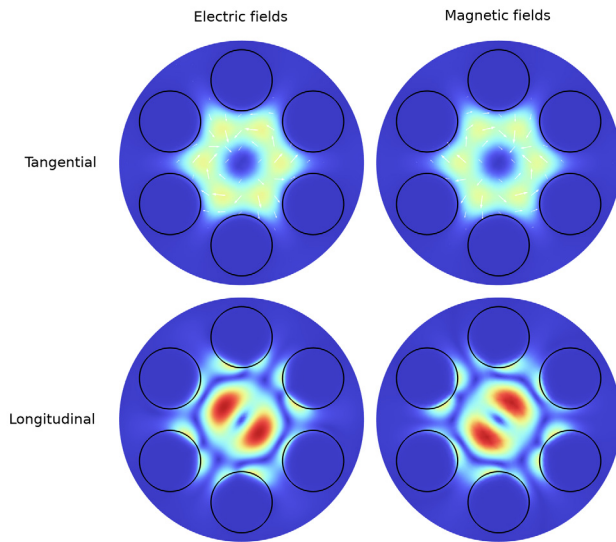 Electric fields
Magnetic fields
Tangential
Longitudinal